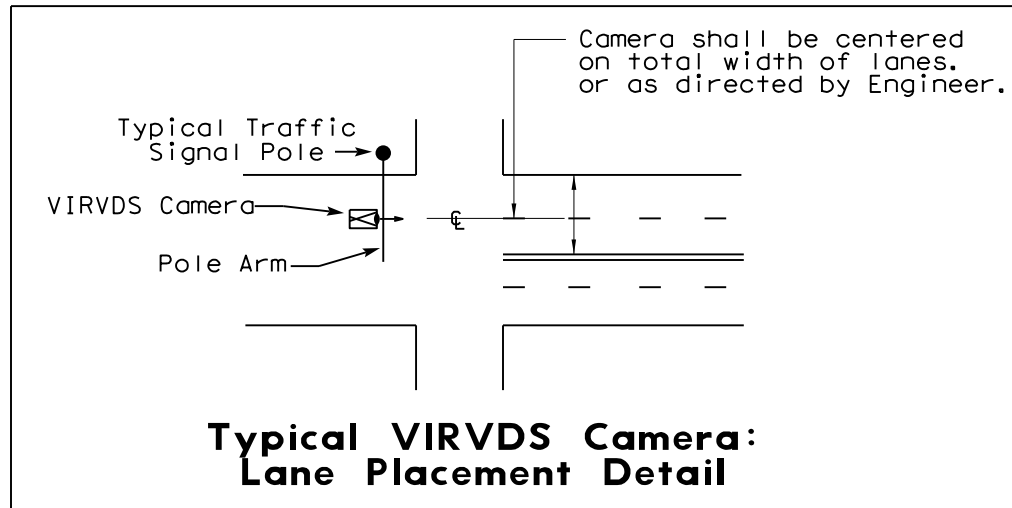 Camera shall be centered
on total width of lanes.
or as directed by Engineer.
Typical Traffic
Signal Pole
VIRVDS Camera
℄
Pole Arm
Typical VIRVDS Camera:
Lane Placement Detail